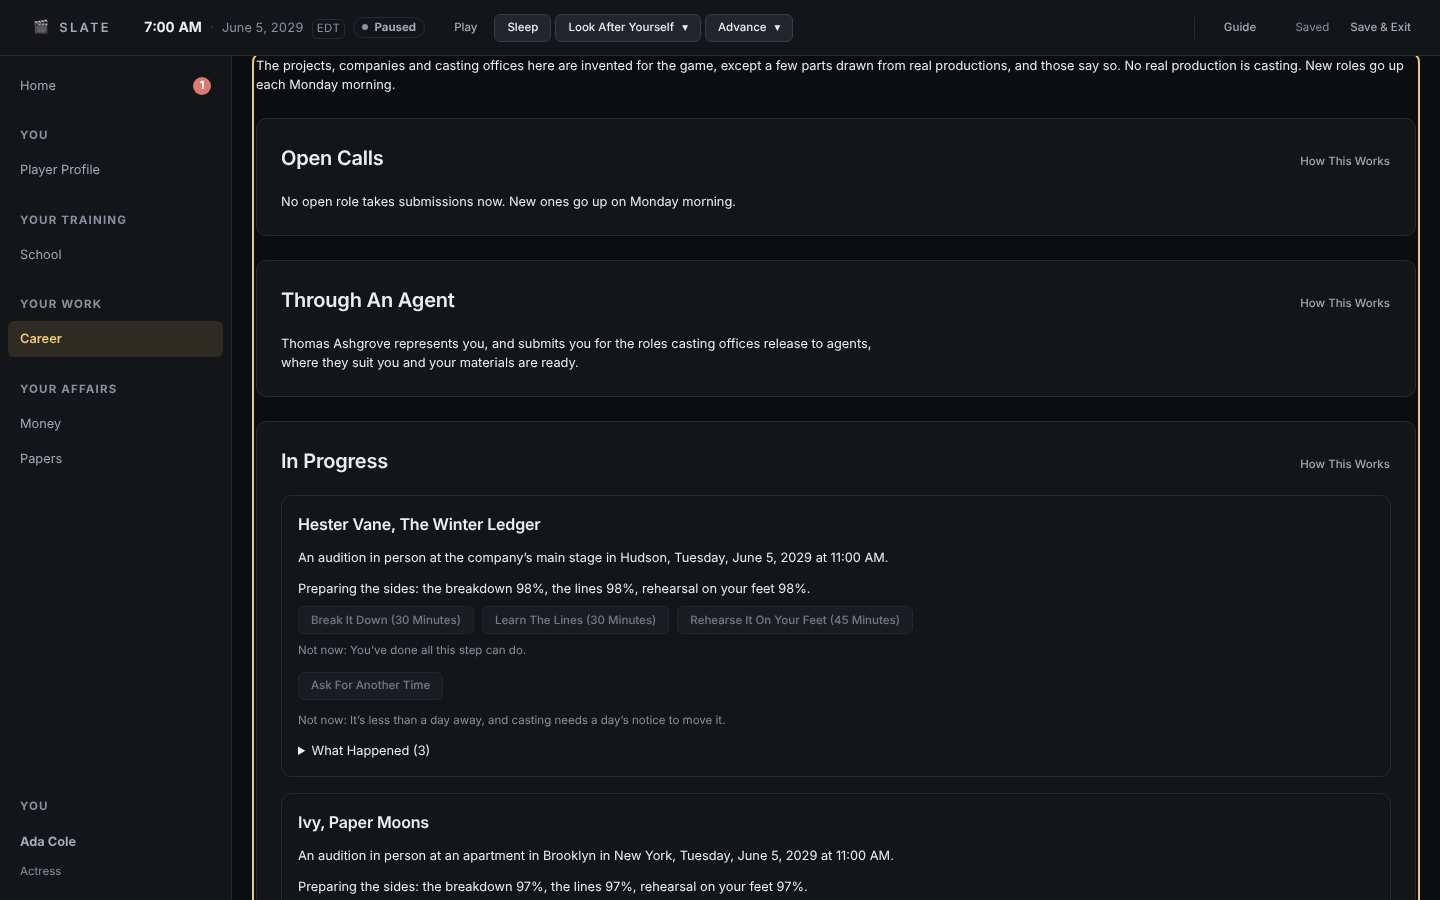 SLATE
7:00 AM · June 5, 2029 EDT Paused Play Sleep Look After Yourself ▾ Advance ▾ Guide Saved Save & Exit
Home 1
YOU
Player Profile
YOUR TRAINING
School
YOUR WORK
Career
YOUR AFFAIRS
Money
Papers
YOU
Ada Cole
Actress
The projects, companies and casting offices here are invented for the game, except a few parts drawn from real productions, and those say so. No real production is casting. New roles go up
each Monday morning.
Open Calls
How This Works
No open role takes submissions now. New ones go up on Monday morning.
Through An Agent
How This Works
Thomas Ashgrove represents you, and submits you for the roles casting offices release to agents,
where they suit you and your materials are ready.
In Progress
How This Works
Hester Vane, The Winter Ledger
An audition in person at the company's main stage in Hudson, Tuesday, June 5, 2029 at 11:00 AM.
Preparing the sides: the breakdown 98%, the lines 98%, rehearsal on your feet 98%.
Break It Down (30 Minutes) Learn The Lines (30 Minutes) Rehearse It On Your Feet (45 Minutes)
Not now: You've done all this step can do.
Ask For Another Time
Not now: It's less than a day away, and casting needs a day's notice to move it.
▶ What Happened (3)
Ivy, Paper Moons
An audition in person at an apartment in Brooklyn in New York, Tuesday, June 5, 2029 at 11:00 AM.
Preparing the sides: the breakdown 97%, the lines 97%, rehearsal on your feet 97%.